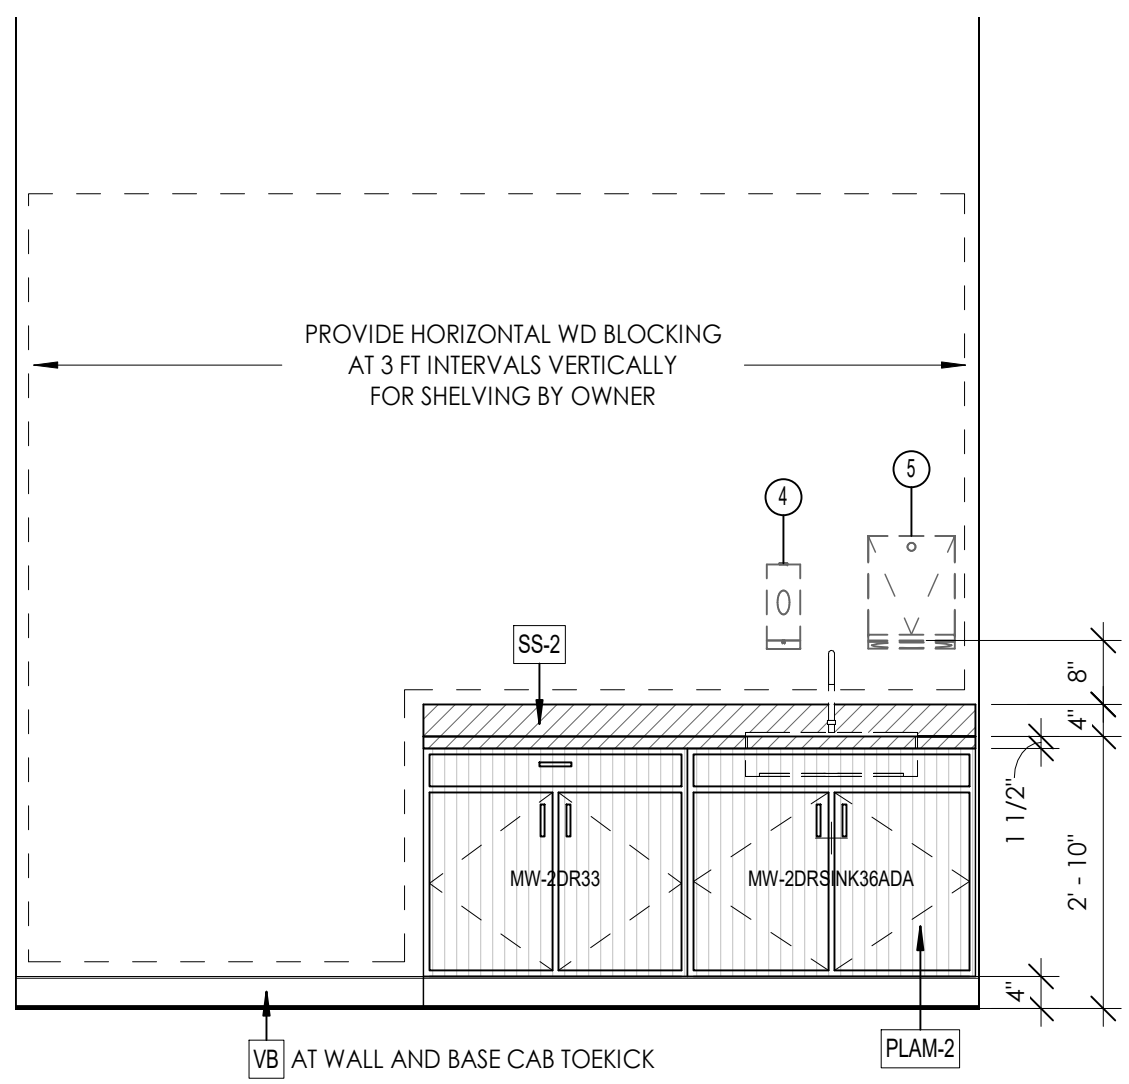 PROVIDE HORIZONTAL WD BLOCKING
AT 3 FT INTERVALS VERTICALLY
FOR SHELVING BY OWNER
5
4
SS-2
8"
4"
1 1/2"
2' - 10"
4"
MW-2DR33
MW-2DRSINK36ADA
VB AT WALL AND BASE CAB TOEKICK
PLAM-2